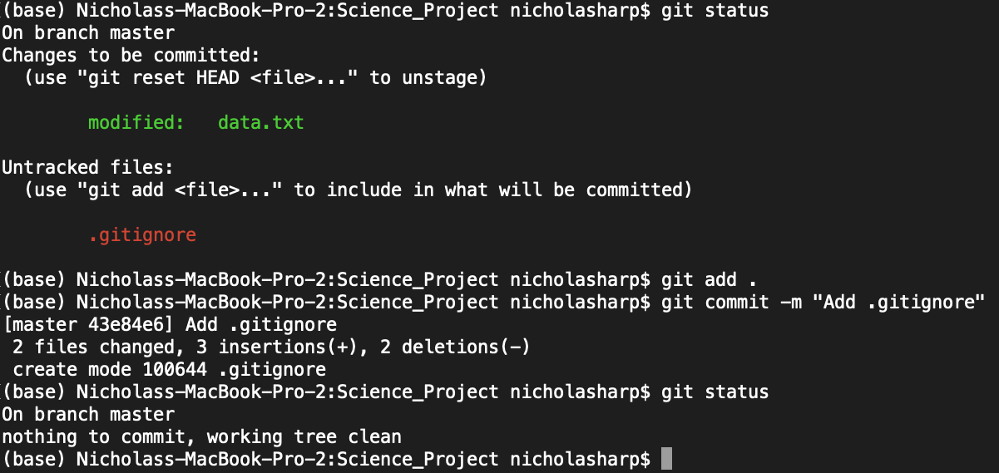 (base) Nicholass-MacBook-Pro-2:Science_Project nicholasharp$ git status
On branch master
Changes to be committed:
  (use "git reset HEAD <file>..." to unstage)
        modified:   data.txt
Untracked files:
  (use "git add <file>..." to include in what will be committed)
        .gitignore
(base) Nicholass-MacBook-Pro-2:Science_Project nicholasharp$ git add .
(base) Nicholass-MacBook-Pro-2:Science_Project nicholasharp$ git commit -m "Add .gitignore"
[master 43e84e6] Add .gitignore
 2 files changed, 3 insertions(+), 2 deletions(-)
 create mode 100644 .gitignore
(base) Nicholass-MacBook-Pro-2:Science_Project nicholasharp$ git status
On branch master
nothing to commit, working tree clean
(base) Nicholass-MacBook-Pro-2:Science_Project nicholasharp$